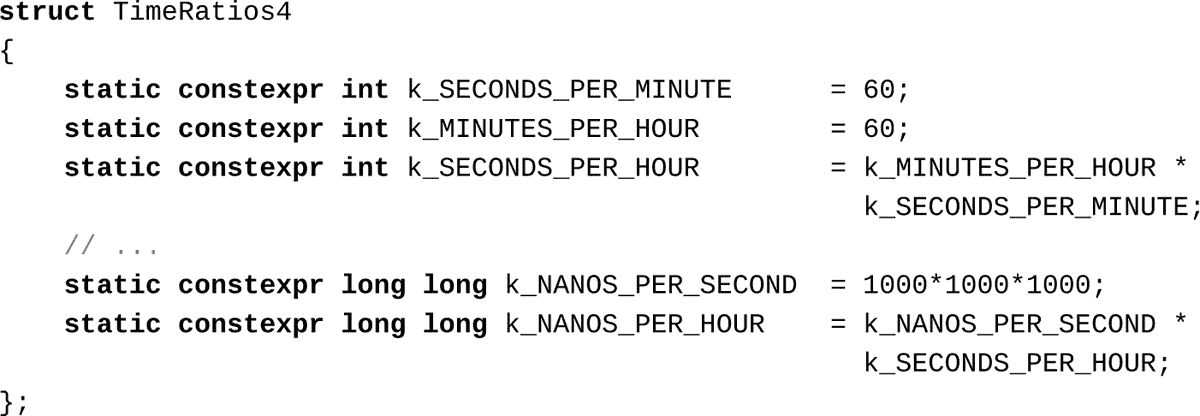 struct TimeRatios4
{
    static constexpr int k_SECONDS_PER_MINUTE      = 60;
    static constexpr int k_MINUTES_PER_HOUR        = 60;
    static constexpr int k_SECONDS_PER_HOUR        = k_MINUTES_PER_HOUR *
                                                     k_SECONDS_PER_MINUTE;
    // ...
    static constexpr long long k_NANOS_PER_SECOND  = 1000*1000*1000;
    static constexpr long long k_NANOS_PER_HOUR    = k_NANOS_PER_SECOND *
                                                     k_SECONDS_PER_HOUR;
};